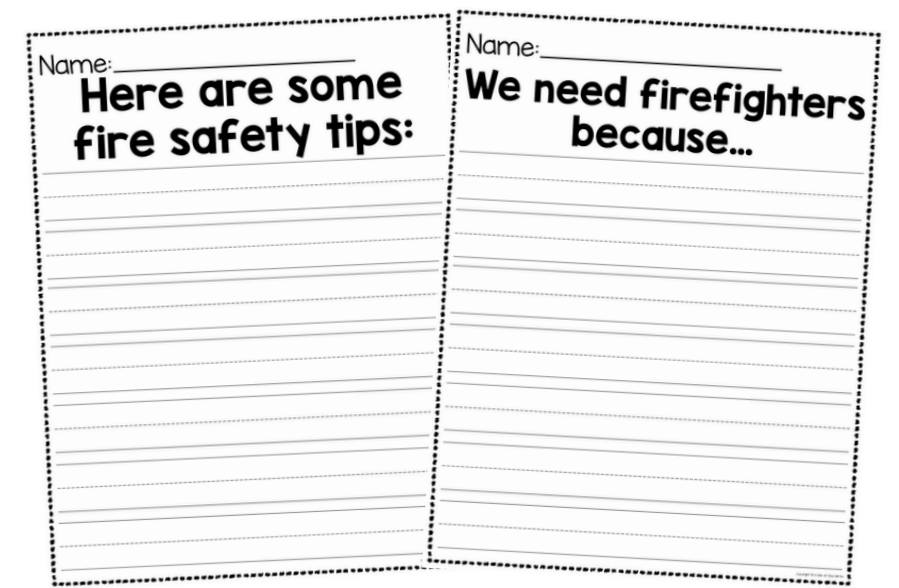 Name:
Here are some
fire safety tips:
Name:
We need firefighters
because...